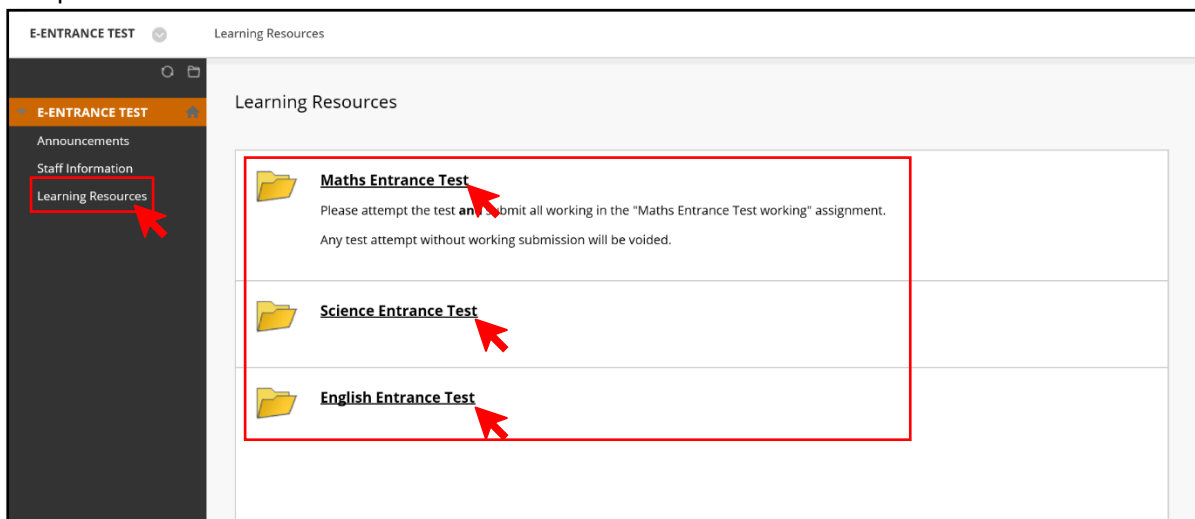 E-ENTRANCE TEST
Learning Resources
E-ENTRANCE TEST
Announcements
Staff Information
Learning Resources
Learning Resources
Maths Entrance Test
Please attempt the test and submit all working in the "Maths Entrance Test working" assignment.
Any test attempt without working submission will be voided.
Science Entrance Test
English Entrance Test